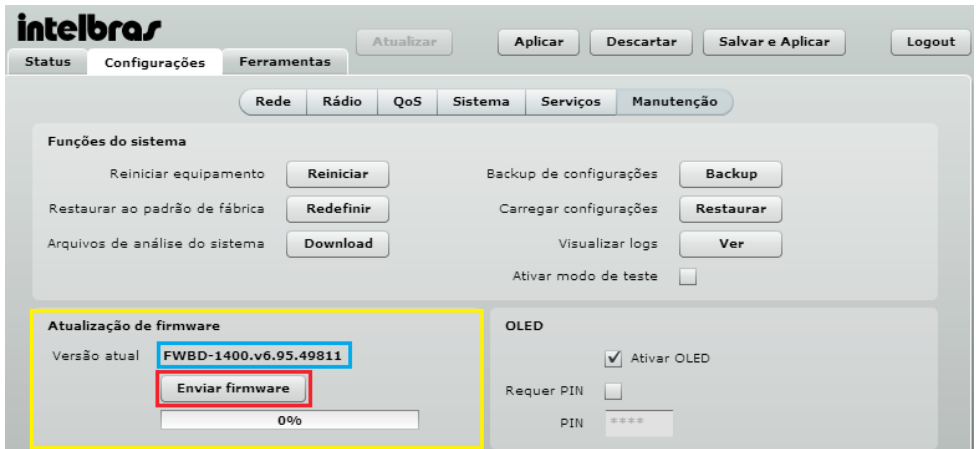 intelbras
Atualizar Aplicar Descartar Salvar e Aplicar Logout
Status Configurações Ferramentas
Rede Rádio QoS Sistema Serviços Manutenção
Funções do sistema
Reiniciar equipamento Reiniciar Backup de configurações Backup
Restaurar ao padrão de fábrica Redefinir Carregar configurações Restaurar
Arquivos de análise do sistema Download Visualizar logs Ver
Ativar modo de teste
Atualização de firmware OLED
Versão atual FWBD-1400.v6.95.49811 Ativar OLED
Enviar firmware Requer PIN
0% PIN ****